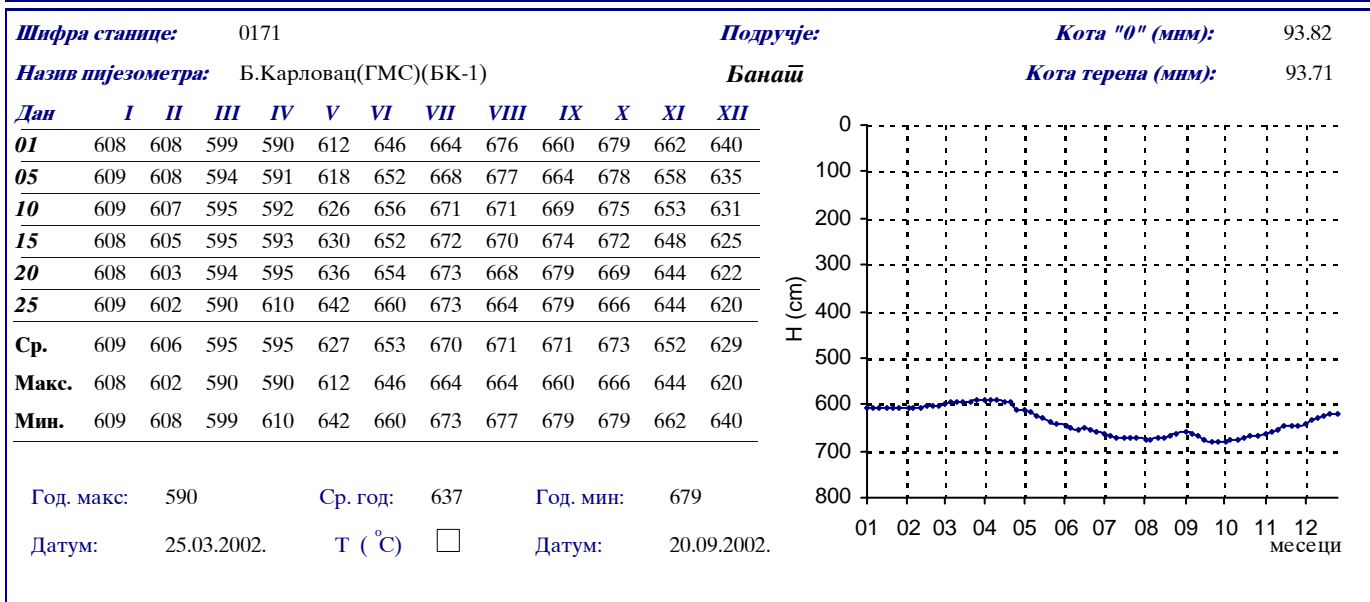 Шифра станице: 0171 Подручје: Кота "0" (мнм): 93.82
Назив пијезометра: Б.Карловац(ГМС)(БК-1) Банат Кота терена (мнм): 93.71
Дан I II III IV V VI VII VIII IX X XI XII
01 608 608 599 590 612 646 664 676 660 679 662 640
05 609 608 594 591 618 652 668 677 664 678 658 635
10 609 607 595 592 626 656 671 671 669 675 653 631
15 608 605 595 593 630 652 672 670 674 672 648 625
20 608 603 594 595 636 654 673 668 679 669 644 622
25 609 602 590 610 642 660 673 664 679 666 644 620
Ср. 609 606 595 595 627 653 670 671 671 673 652 629
Макс. 608 602 590 590 612 646 664 664 660 666 644 620
Мин. 609 608 599 610 642 660 673 677 679 679 662 640
Год. макс: 590 Ср. год: 637 Год. мин: 679
Датум: 25.03.2002. Т (°С) Датум: 20.09.2002.
H (cm)
0
100
200
300
400
500
600
700
800
01 02 03 04 05 06 07 08 09 10 11 12
месеци